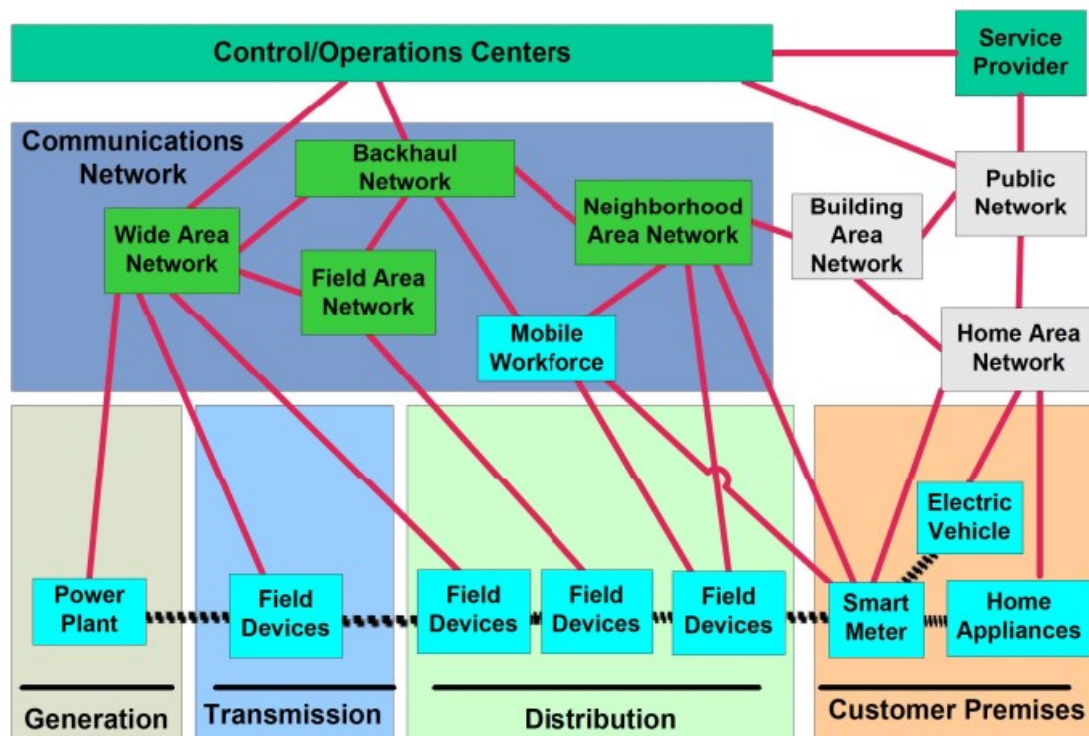 Control/Operations Centers
Service
Provider
Communications
Network
Backhaul
Network
Wide Area
Network
Field Area
Network
Neighborhood
Area Network
Mobile
Workforce
Building
Area
Network
Public
Network
Home Area
Network
Power
Plant
Field
Devices
Field
Devices
Field
Devices
Field
Devices
Smart
Meter
Electric
Vehicle
Home
Appliances
Generation
Transmission
Distribution
Customer Premises